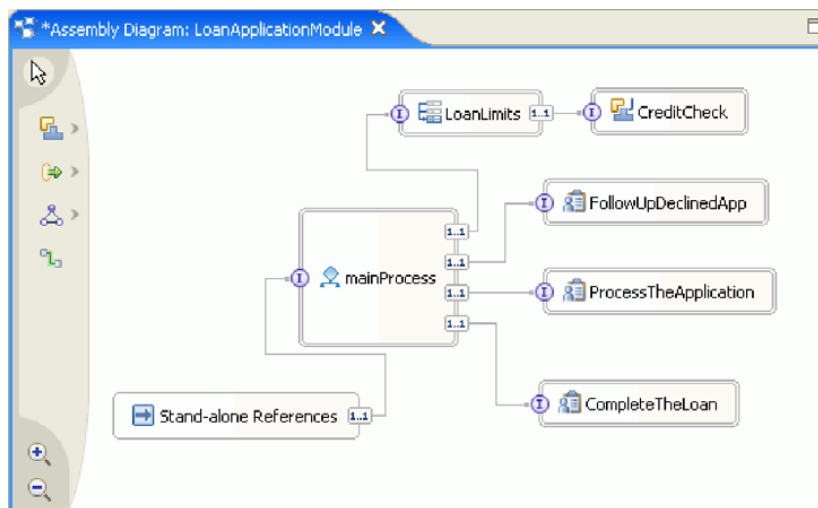 *Assembly Diagram: LoanApplicationModule
I LoanLimits 1..1 I CreditCheck
I FollowUpDeclinedApp
1..1
1..1
I mainProcess
1..1
I ProcessTheApplication
1..1
I CompleteTheLoan
Stand-alone References 1..1